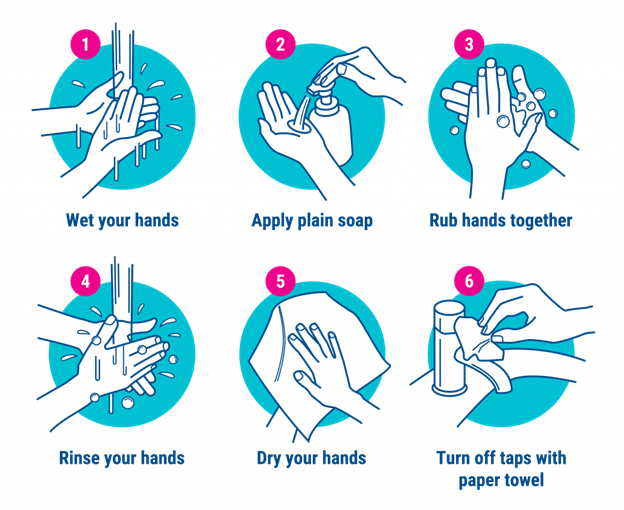 1
2
3
Wet your hands
Apply plain soap
Rub hands together
4
5
6
Rinse your hands
Dry your hands
Turn off taps with
paper towel